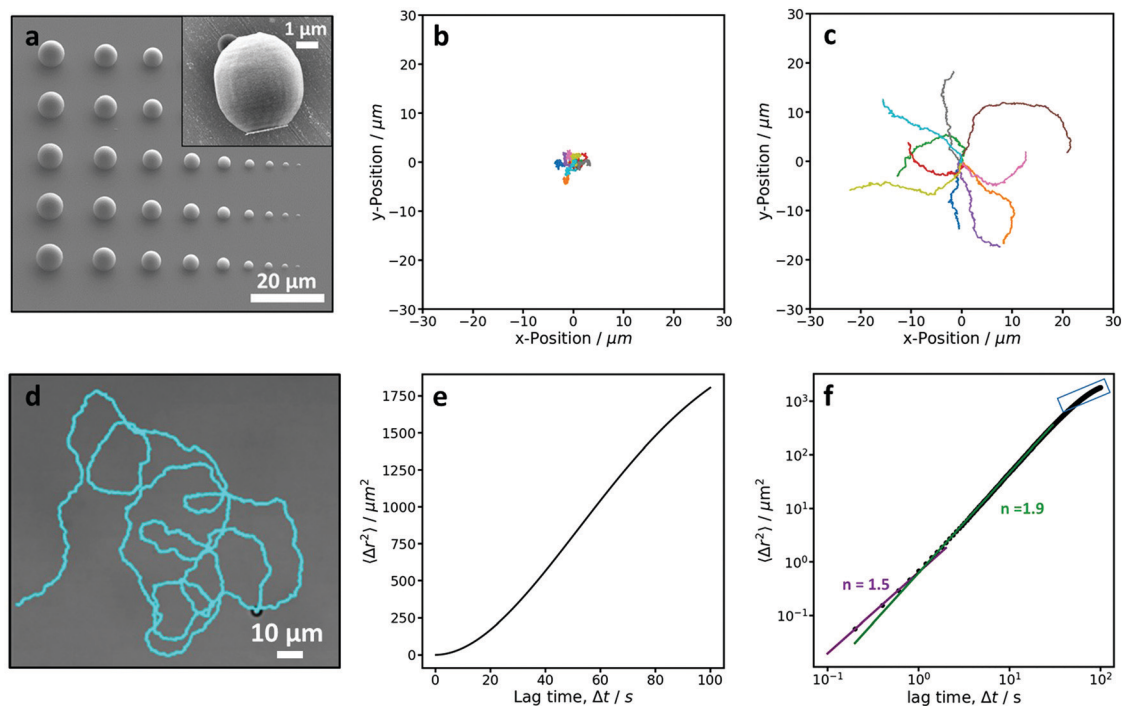 a
1 µm
20 µm
b
30
20
10
0
−10
−20
−30
y-Position / µm
−30 −20 −10 0 10 20 30
x-Position / µm
c
30
20
10
0
−10
−20
−30
y-Position / µm
−30 −20 −10 0 10 20 30
x-Position / µm
d
10 µm
e
1750
1500
1250
1000
750
500
250
0
⟨Δr²⟩ / µm²
0 20 40 60 80 100
Lag time, Δt / s
f
10³
10²
10¹
10⁰
10⁻¹
⟨Δr²⟩ / µm²
n =1.9
n = 1.5
10⁻¹ 10⁰ 10¹ 10²
lag time, Δt / s